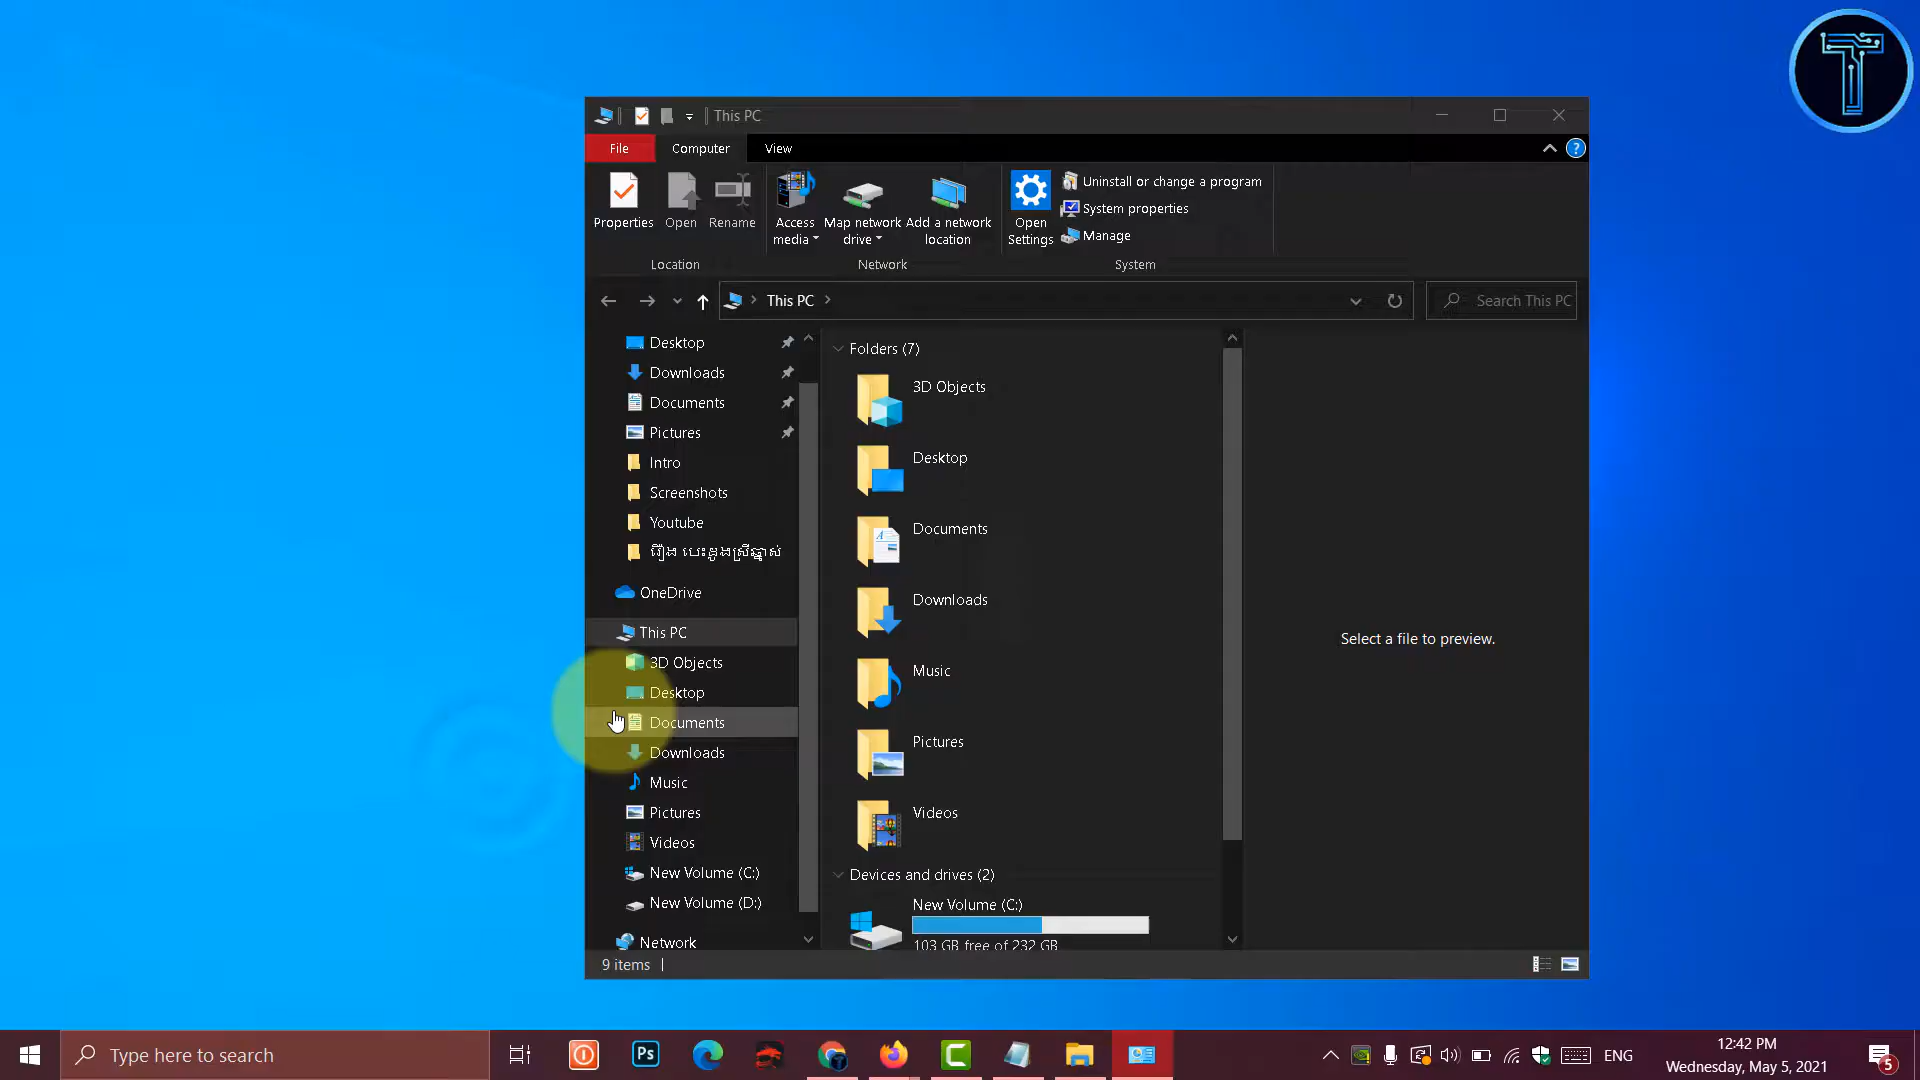 This PC
File
Computer
View
Properties
Open
Rename
Access media
Map network drive
Add a network location
Open Settings
Uninstall or change a program
System properties
Manage
Location
Network
System
This PC
Search This PC
Desktop
Downloads
Documents
Pictures
Intro
Screenshots
Youtube
រឿង បេះដូងស្រីឆ្នាស់
OneDrive
This PC
3D Objects
Desktop
Documents
Downloads
Music
Pictures
Videos
New Volume (C:)
New Volume (D:)
Network
Folders (7)
3D Objects
Desktop
Documents
Downloads
Music
Pictures
Videos
Devices and drives (2)
New Volume (C:)
103 GB free of 232 GB
Select a file to preview.
9 items
Type here to search
Ps
ENG
12:42 PM
Wednesday, May 5, 2021
5